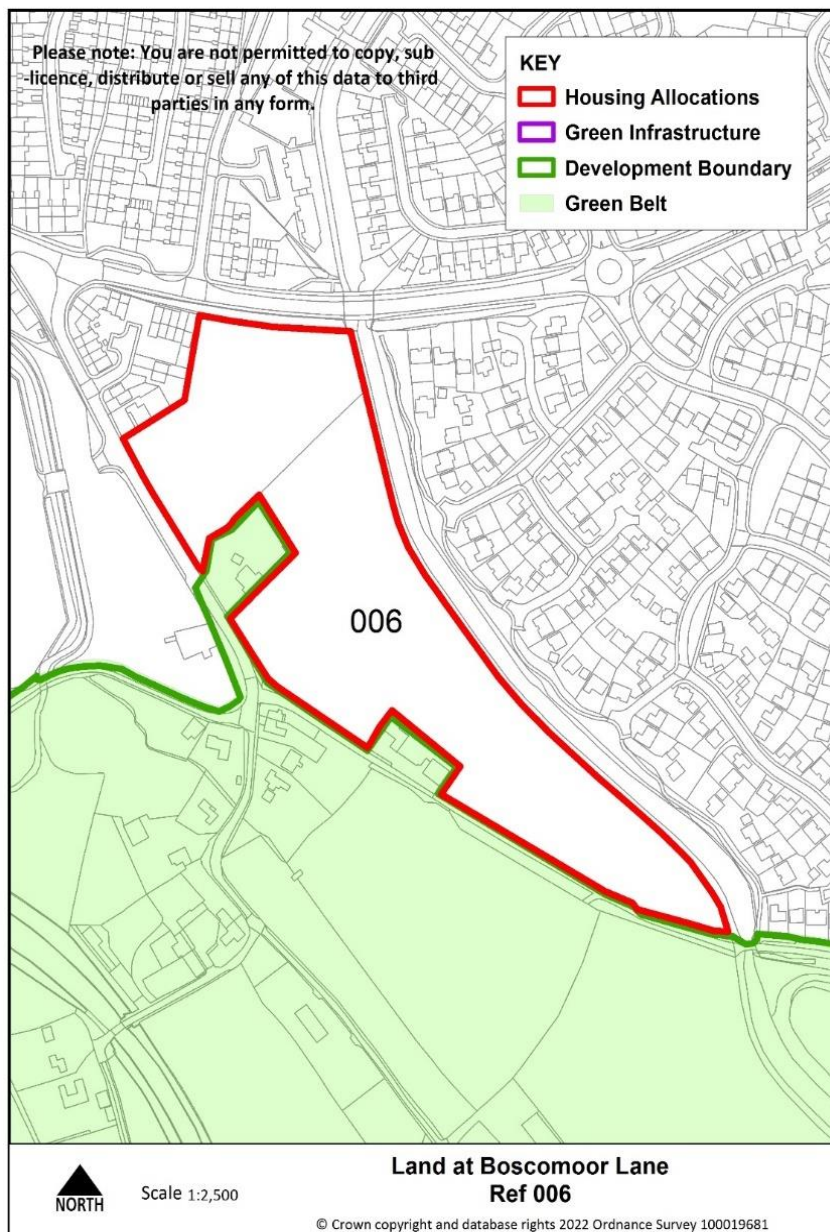 Please note: You are not permitted to copy, sub
-licence, distribute or sell any of this data to third
parties in any form.
KEY
Housing Allocations
Green Infrastructure
Development Boundary
Green Belt
006
NORTH
Scale 1:2,500
Land at Boscomoor Lane
Ref 006
© Crown copyright and database rights 2022 Ordnance Survey 100019681